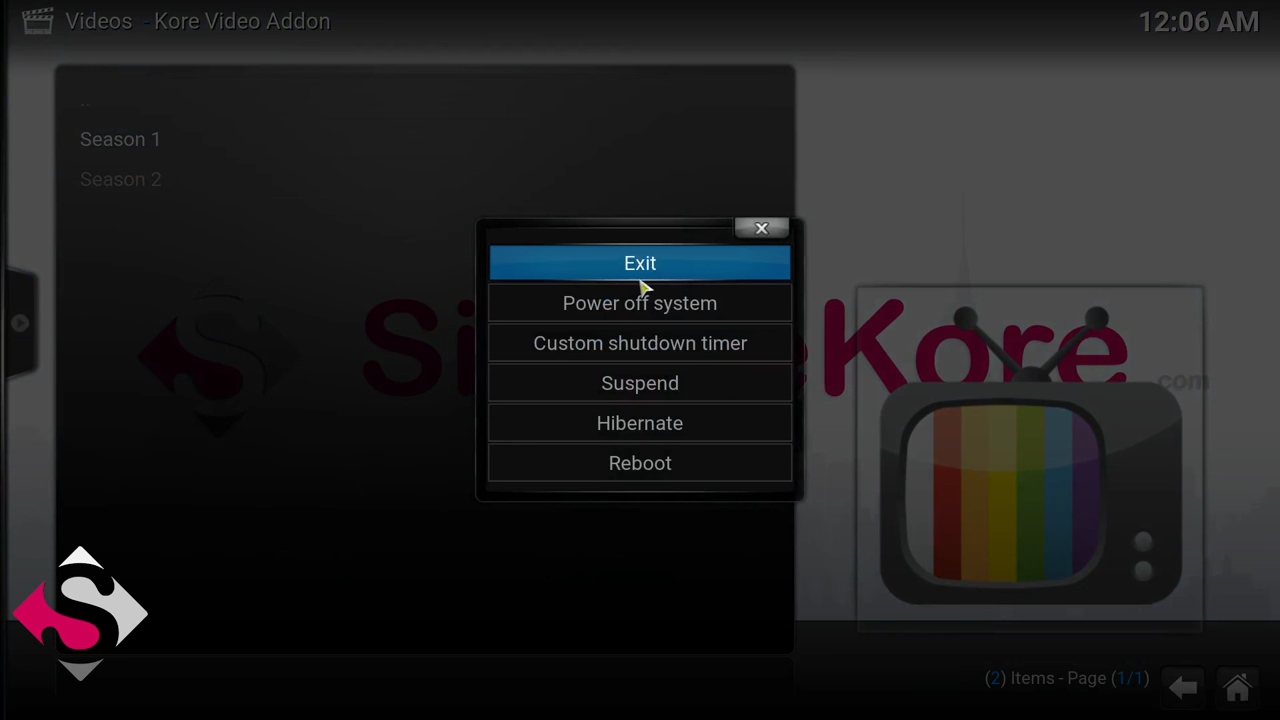 Videos - Kore Video Addon
12:06 AM
..
Season 1
Season 2
x
Exit
Power off system
Custom shutdown timer
Suspend
Hibernate
Reboot
Kore
.com
S
(2) Items - Page (1/1)